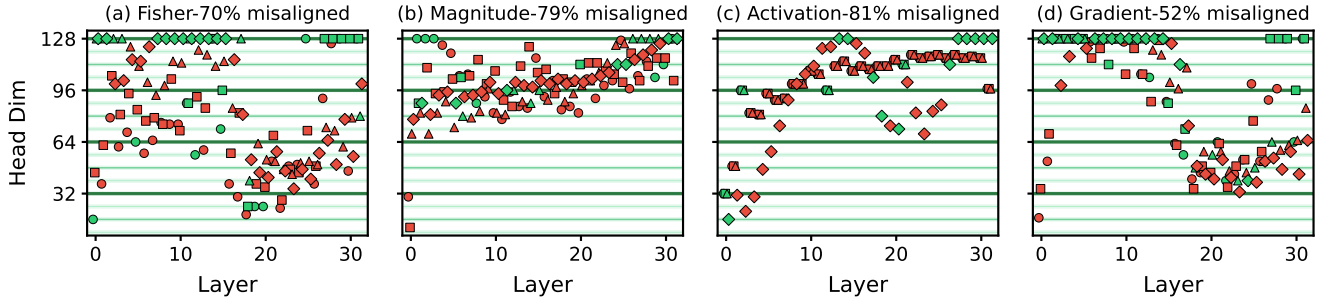 (a) Fisher-70% misaligned
(b) Magnitude-79% misaligned
(c) Activation-81% misaligned
(d) Gradient-52% misaligned
Head Dim
128
96
64
32
0 10 20 30
0 10 20 30
0 10 20 30
0 10 20 30
Layer
Layer
Layer
Layer